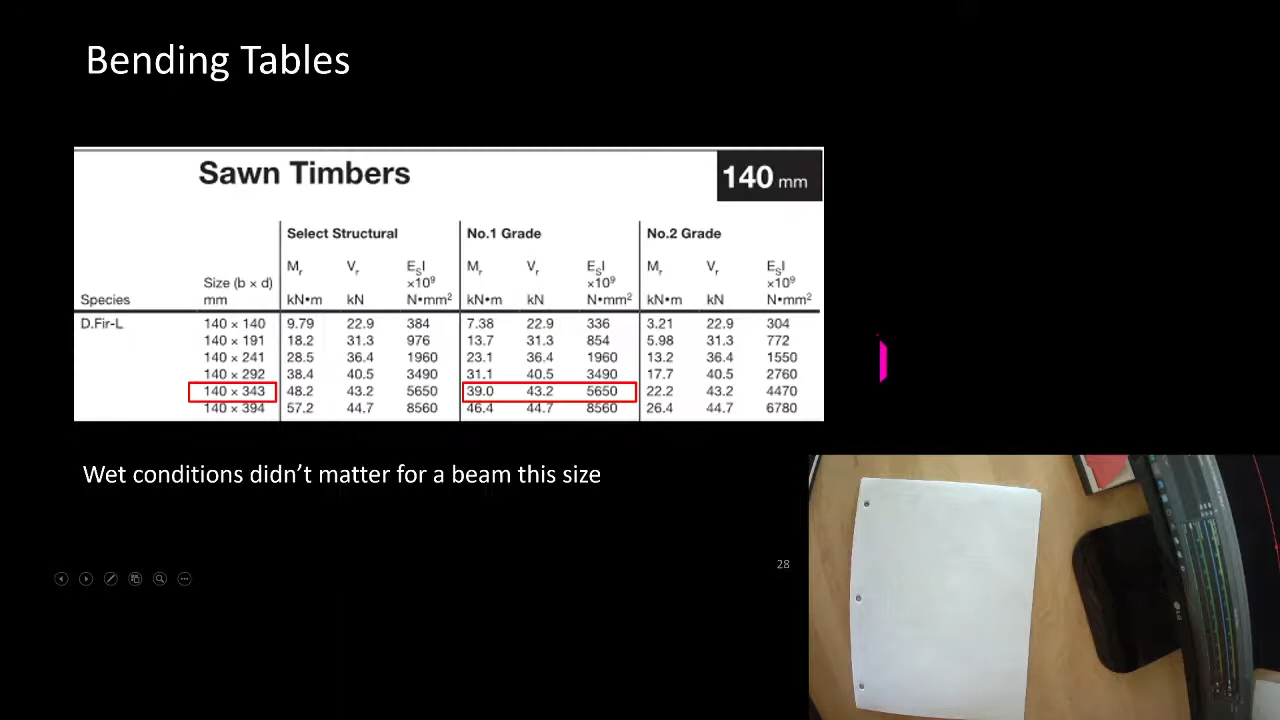 Bending Tables
Sawn Timbers
140 mm
Select Structural No.1 Grade No.2 Grade
Mr Vr ESI Mr Vr ESI Mr Vr ESI
Size (b × d) ×10⁹ ×10⁹ ×10⁹
Species mm kN•m kN N•mm² kN•m kN N•mm² kN•m kN N•mm²
D.Fir-L 140 × 140 9.79 22.9 384 7.38 22.9 336 3.21 22.9 304
140 × 191 18.2 31.3 976 13.7 31.3 854 5.98 31.3 772
140 × 241 28.5 36.4 1960 23.1 36.4 1960 13.2 36.4 1550
140 × 292 38.4 40.5 3490 31.1 40.5 3490 17.7 40.5 2760
140 × 343 48.2 43.2 5650 39.0 43.2 5650 22.2 43.2 4470
140 × 394 57.2 44.7 8560 46.4 44.7 8560 26.4 44.7 6780
Wet conditions didn’t matter for a beam this size
28
LG